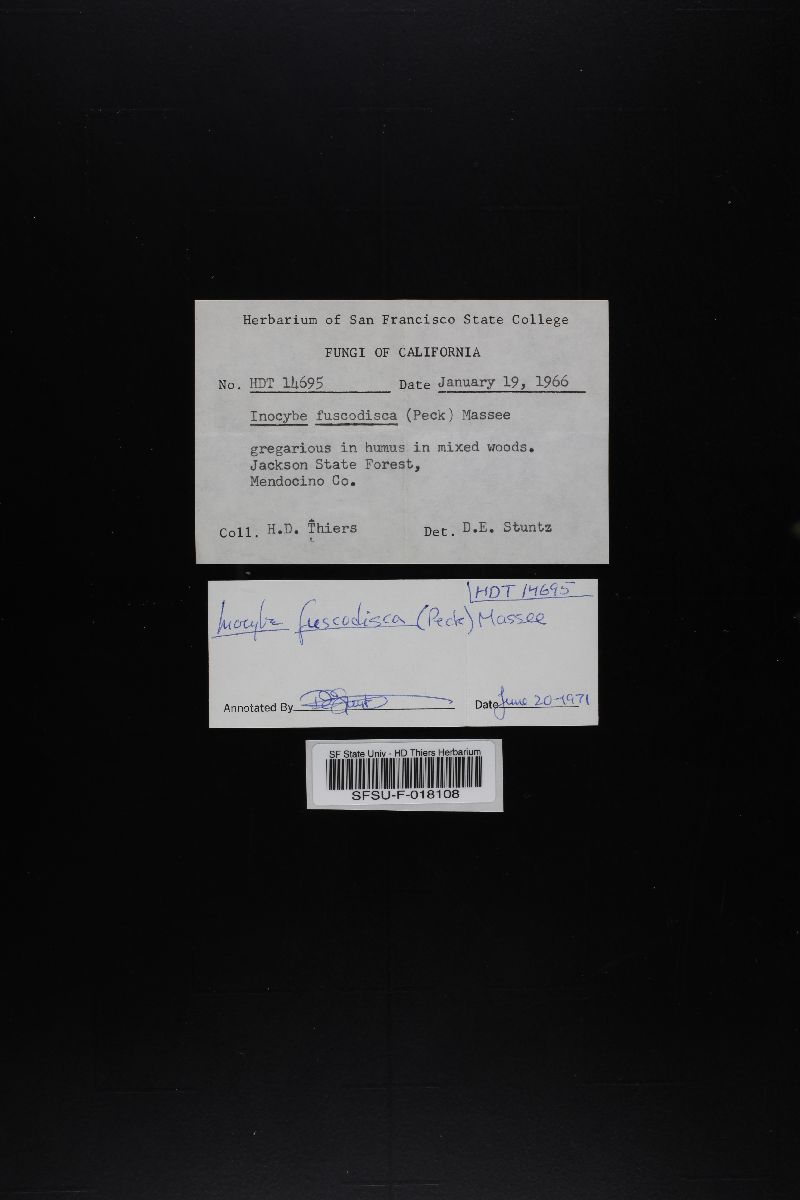 Herbarium of San Francisco State College
FUNGI OF CALIFORNIA
No. HDT 14695 Date January 19, 1966
Inocybe fuscodisca (Peck) Massee
gregarious in humus in mixed woods.
Jackson State Forest,
Mendocino Co.
Coll. H.D. Thiers Det. D.E. Stuntz
HDT 14695
Inocybe fuscodisca (Peck) Massee
Annotated By Date June 20-1971
SF State Univ - HD Thiers Herbarium
SFSU-F-018108